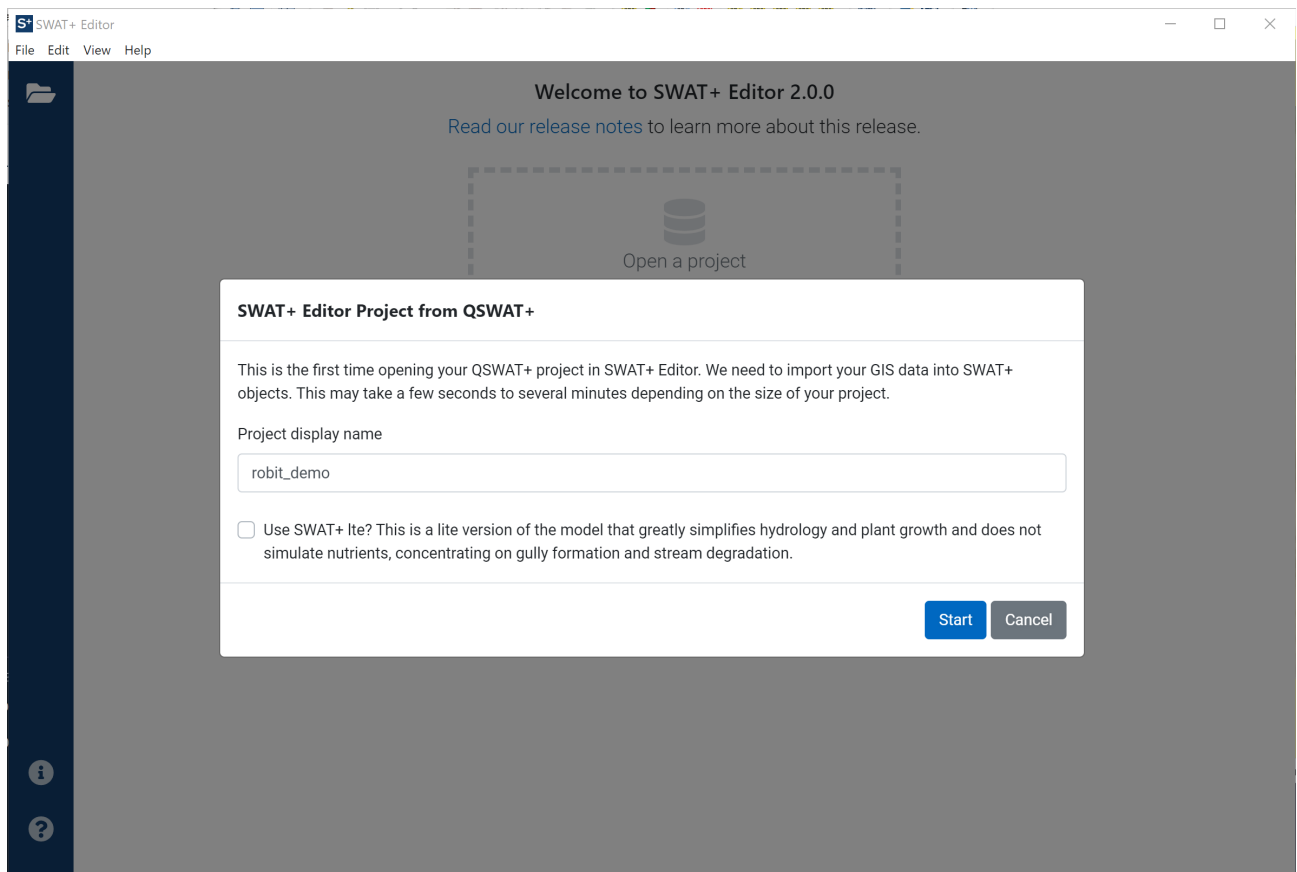 S+ SWAT+ Editor
File Edit View Help
Welcome to SWAT+ Editor 2.0.0
Read our release notes to learn more about this release.
Open a project
SWAT+ Editor Project from QSWAT+
This is the first time opening your QSWAT+ project in SWAT+ Editor. We need to import your GIS data into SWAT+
objects. This may take a few seconds to several minutes depending on the size of your project.
Project display name
robit_demo
Use SWAT+ lte? This is a lite version of the model that greatly simplifies hydrology and plant growth and does not
simulate nutrients, concentrating on gully formation and stream degradation.
Start Cancel